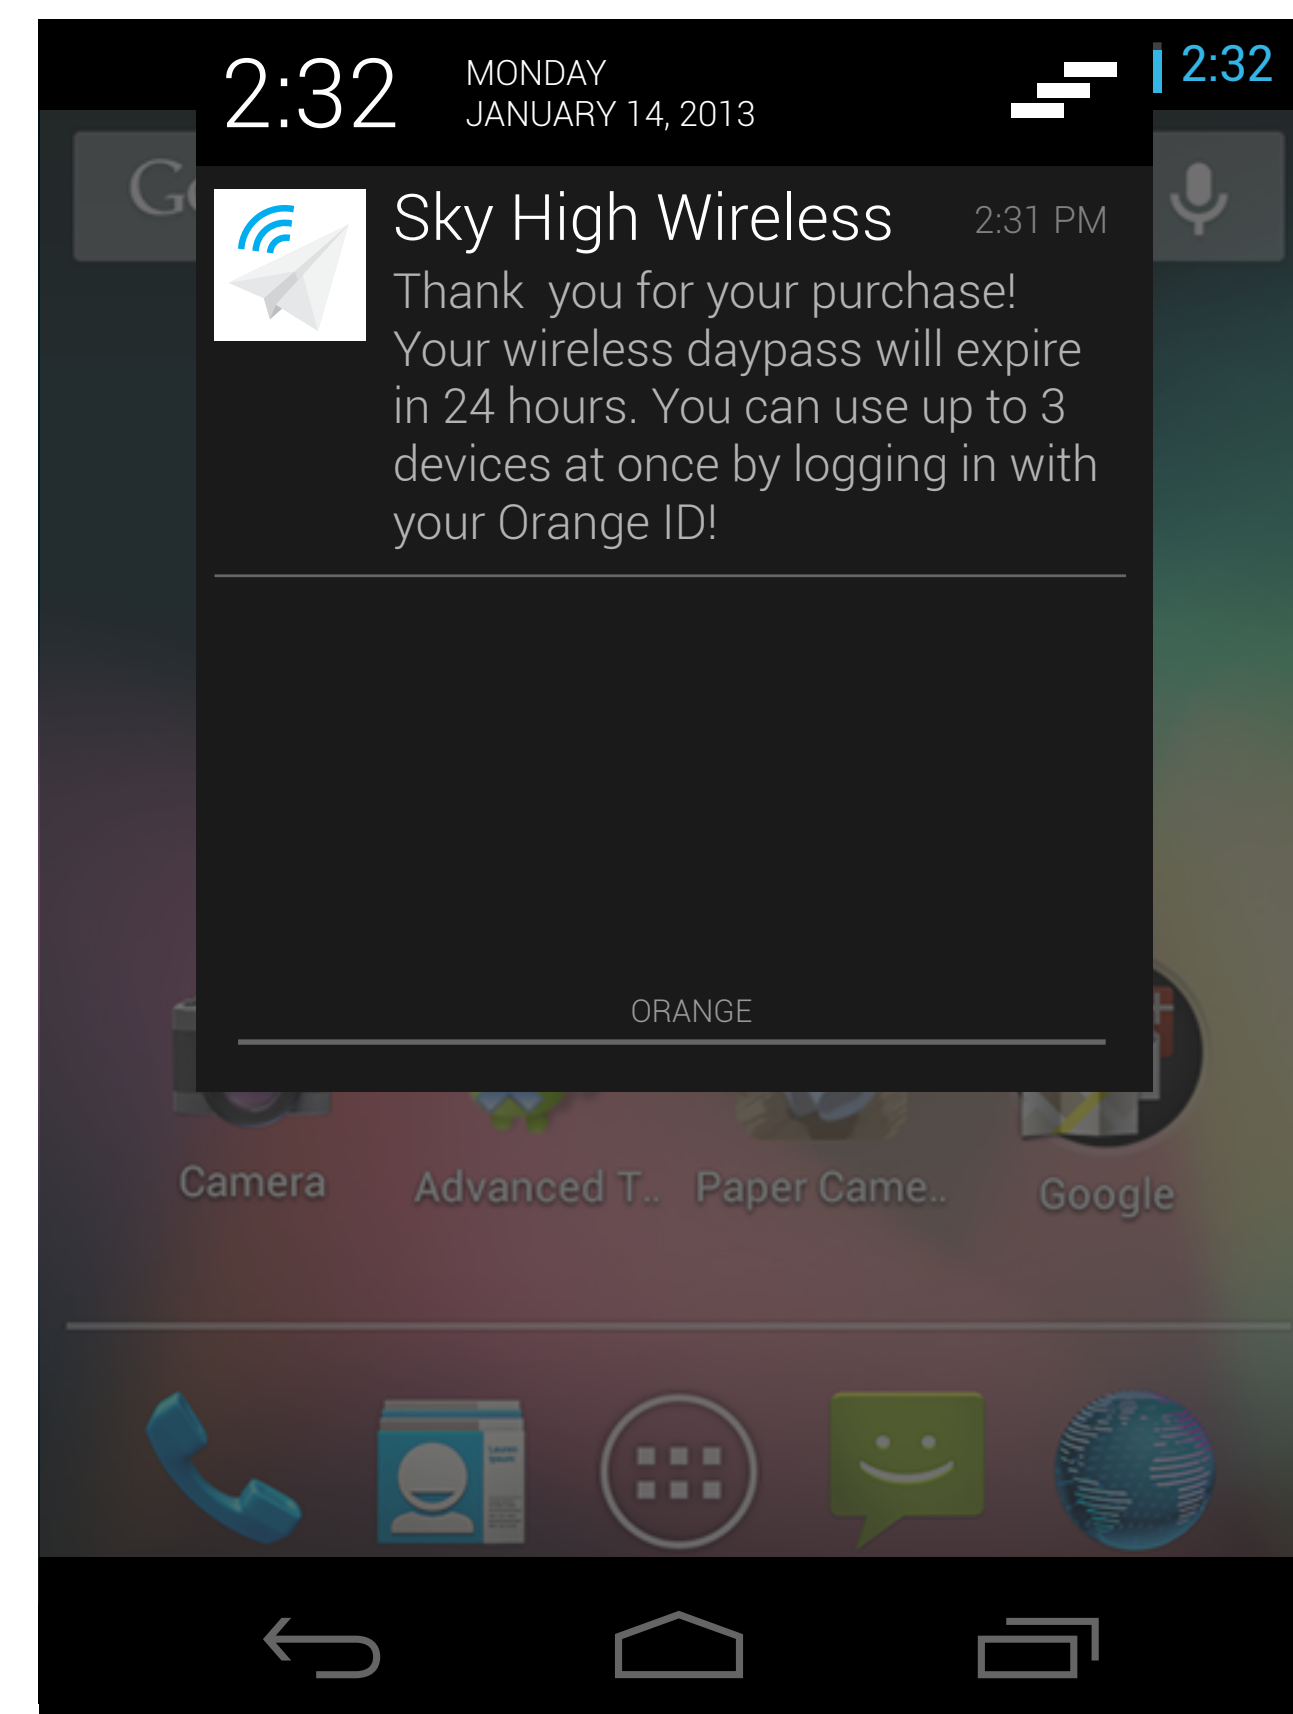 2:32
MONDAY
JANUARY 14, 2013
2:32
Sky High Wireless
2:31 PM
Thank  you for your purchase!
Your wireless daypass will expire
in 24 hours. You can use up to 3
devices at once by logging in with
your Orange ID!
ORANGE
Camera
Advanced T..
Paper Came..
Google